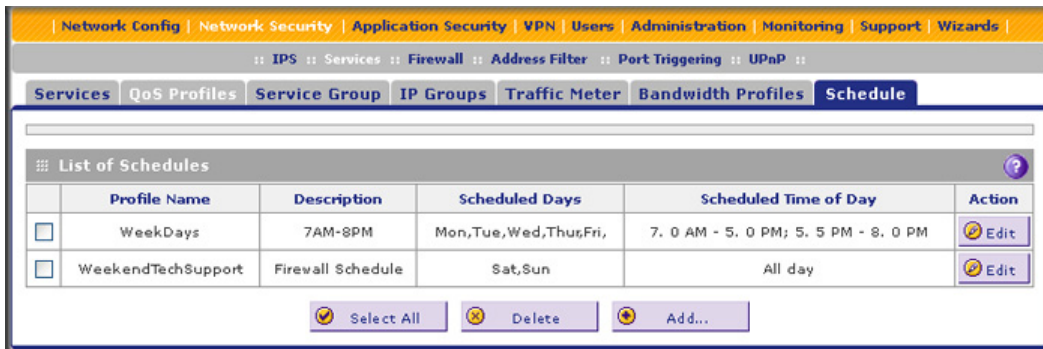 | Network Config | Network Security | Application Security | VPN | Users | Administration | Monitoring | Support | Wizards |
:: IPS :: Services :: Firewall :: Address Filter :: Port Triggering :: UPnP ::
Services QoS Profiles Service Group IP Groups Traffic Meter Bandwidth Profiles Schedule
List of Schedules ?
Profile Name Description Scheduled Days Scheduled Time of Day Action
WeekDays 7AM-8PM Mon,Tue,Wed,Thur,Fri, 7. 0 AM - 5. 0 PM; 5. 5 PM - 8. 0 PM Edit
WeekendTechSupport Firewall Schedule Sat,Sun All day Edit
Select All Delete Add...